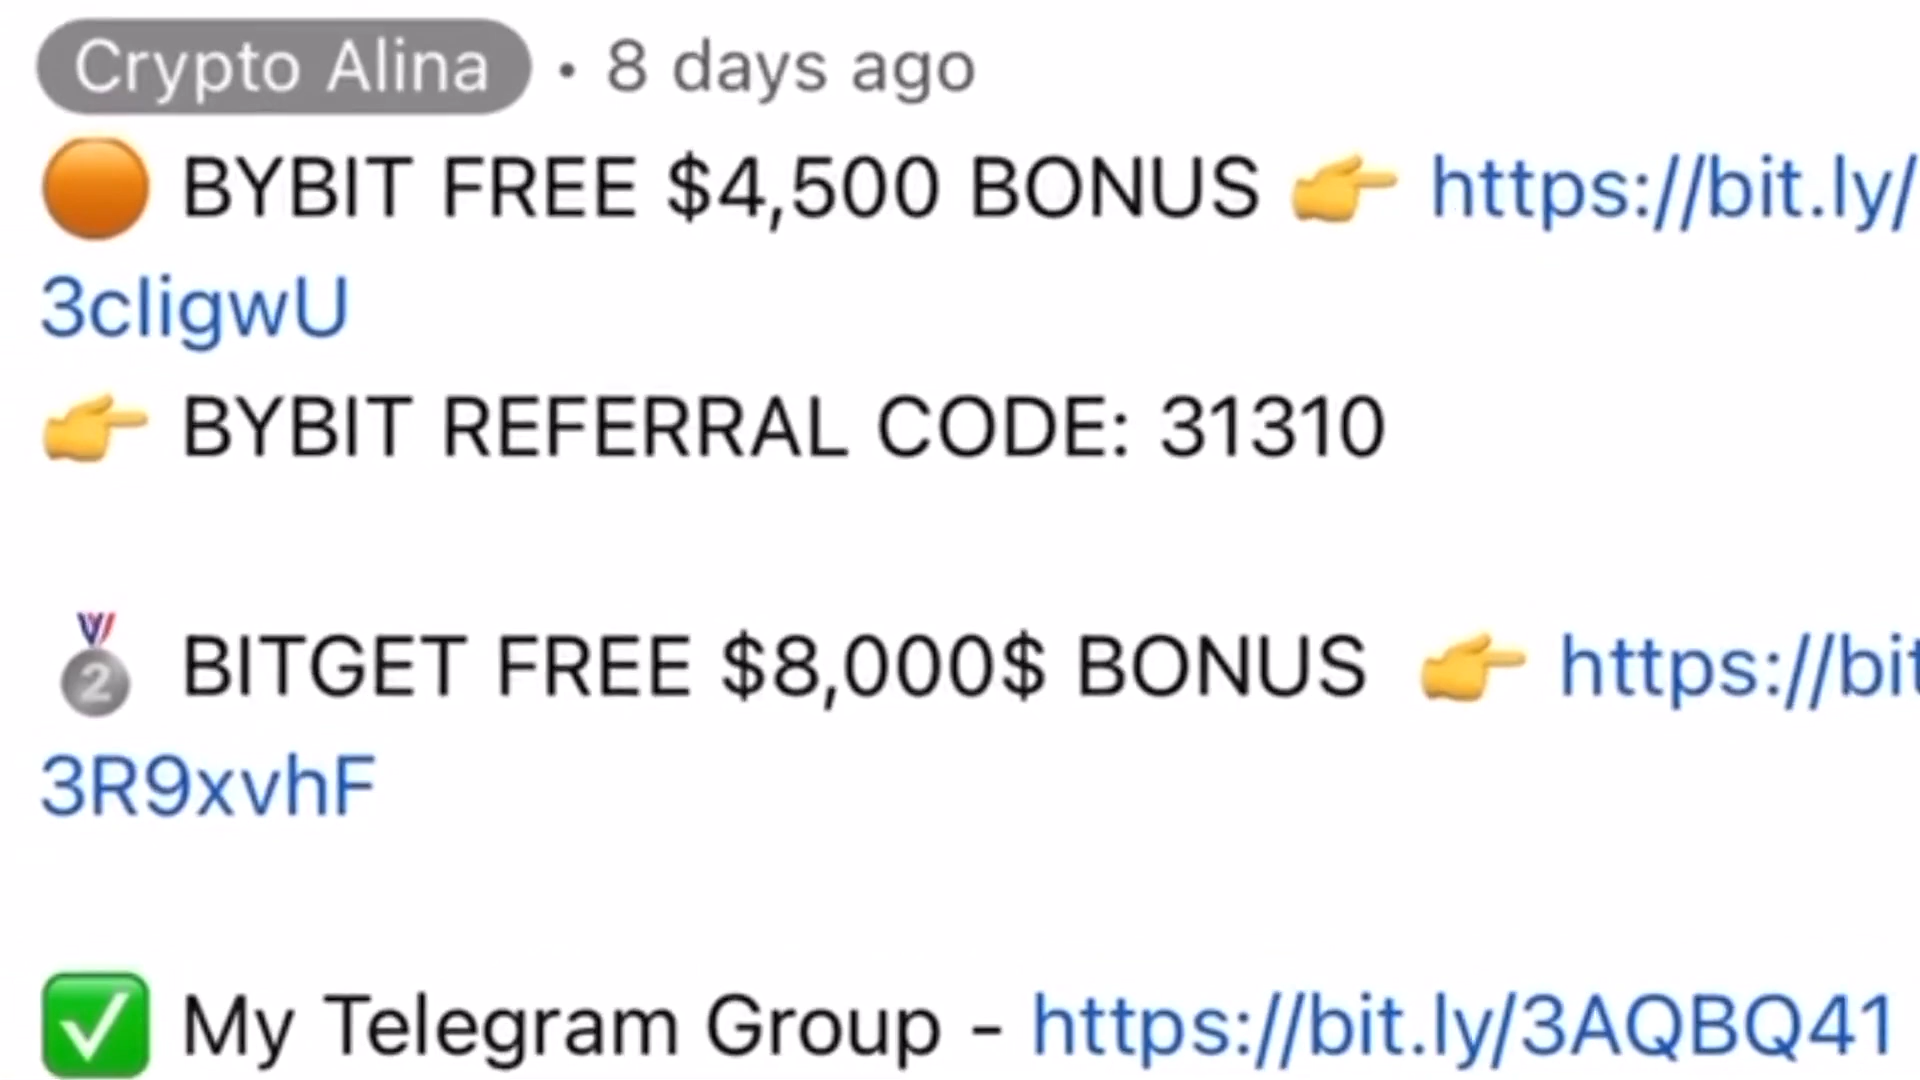 Crypto Alina • 8 days ago
🟠 BYBIT FREE $4,500 BONUS 👉 https://bit.ly/
3cIigwU
👉 BYBIT REFERRAL CODE: 31310
🥈 BITGET FREE $8,000$ BONUS 👉 https://bit
3R9xvhF
✅ My Telegram Group - https://bit.ly/3AQBQ41